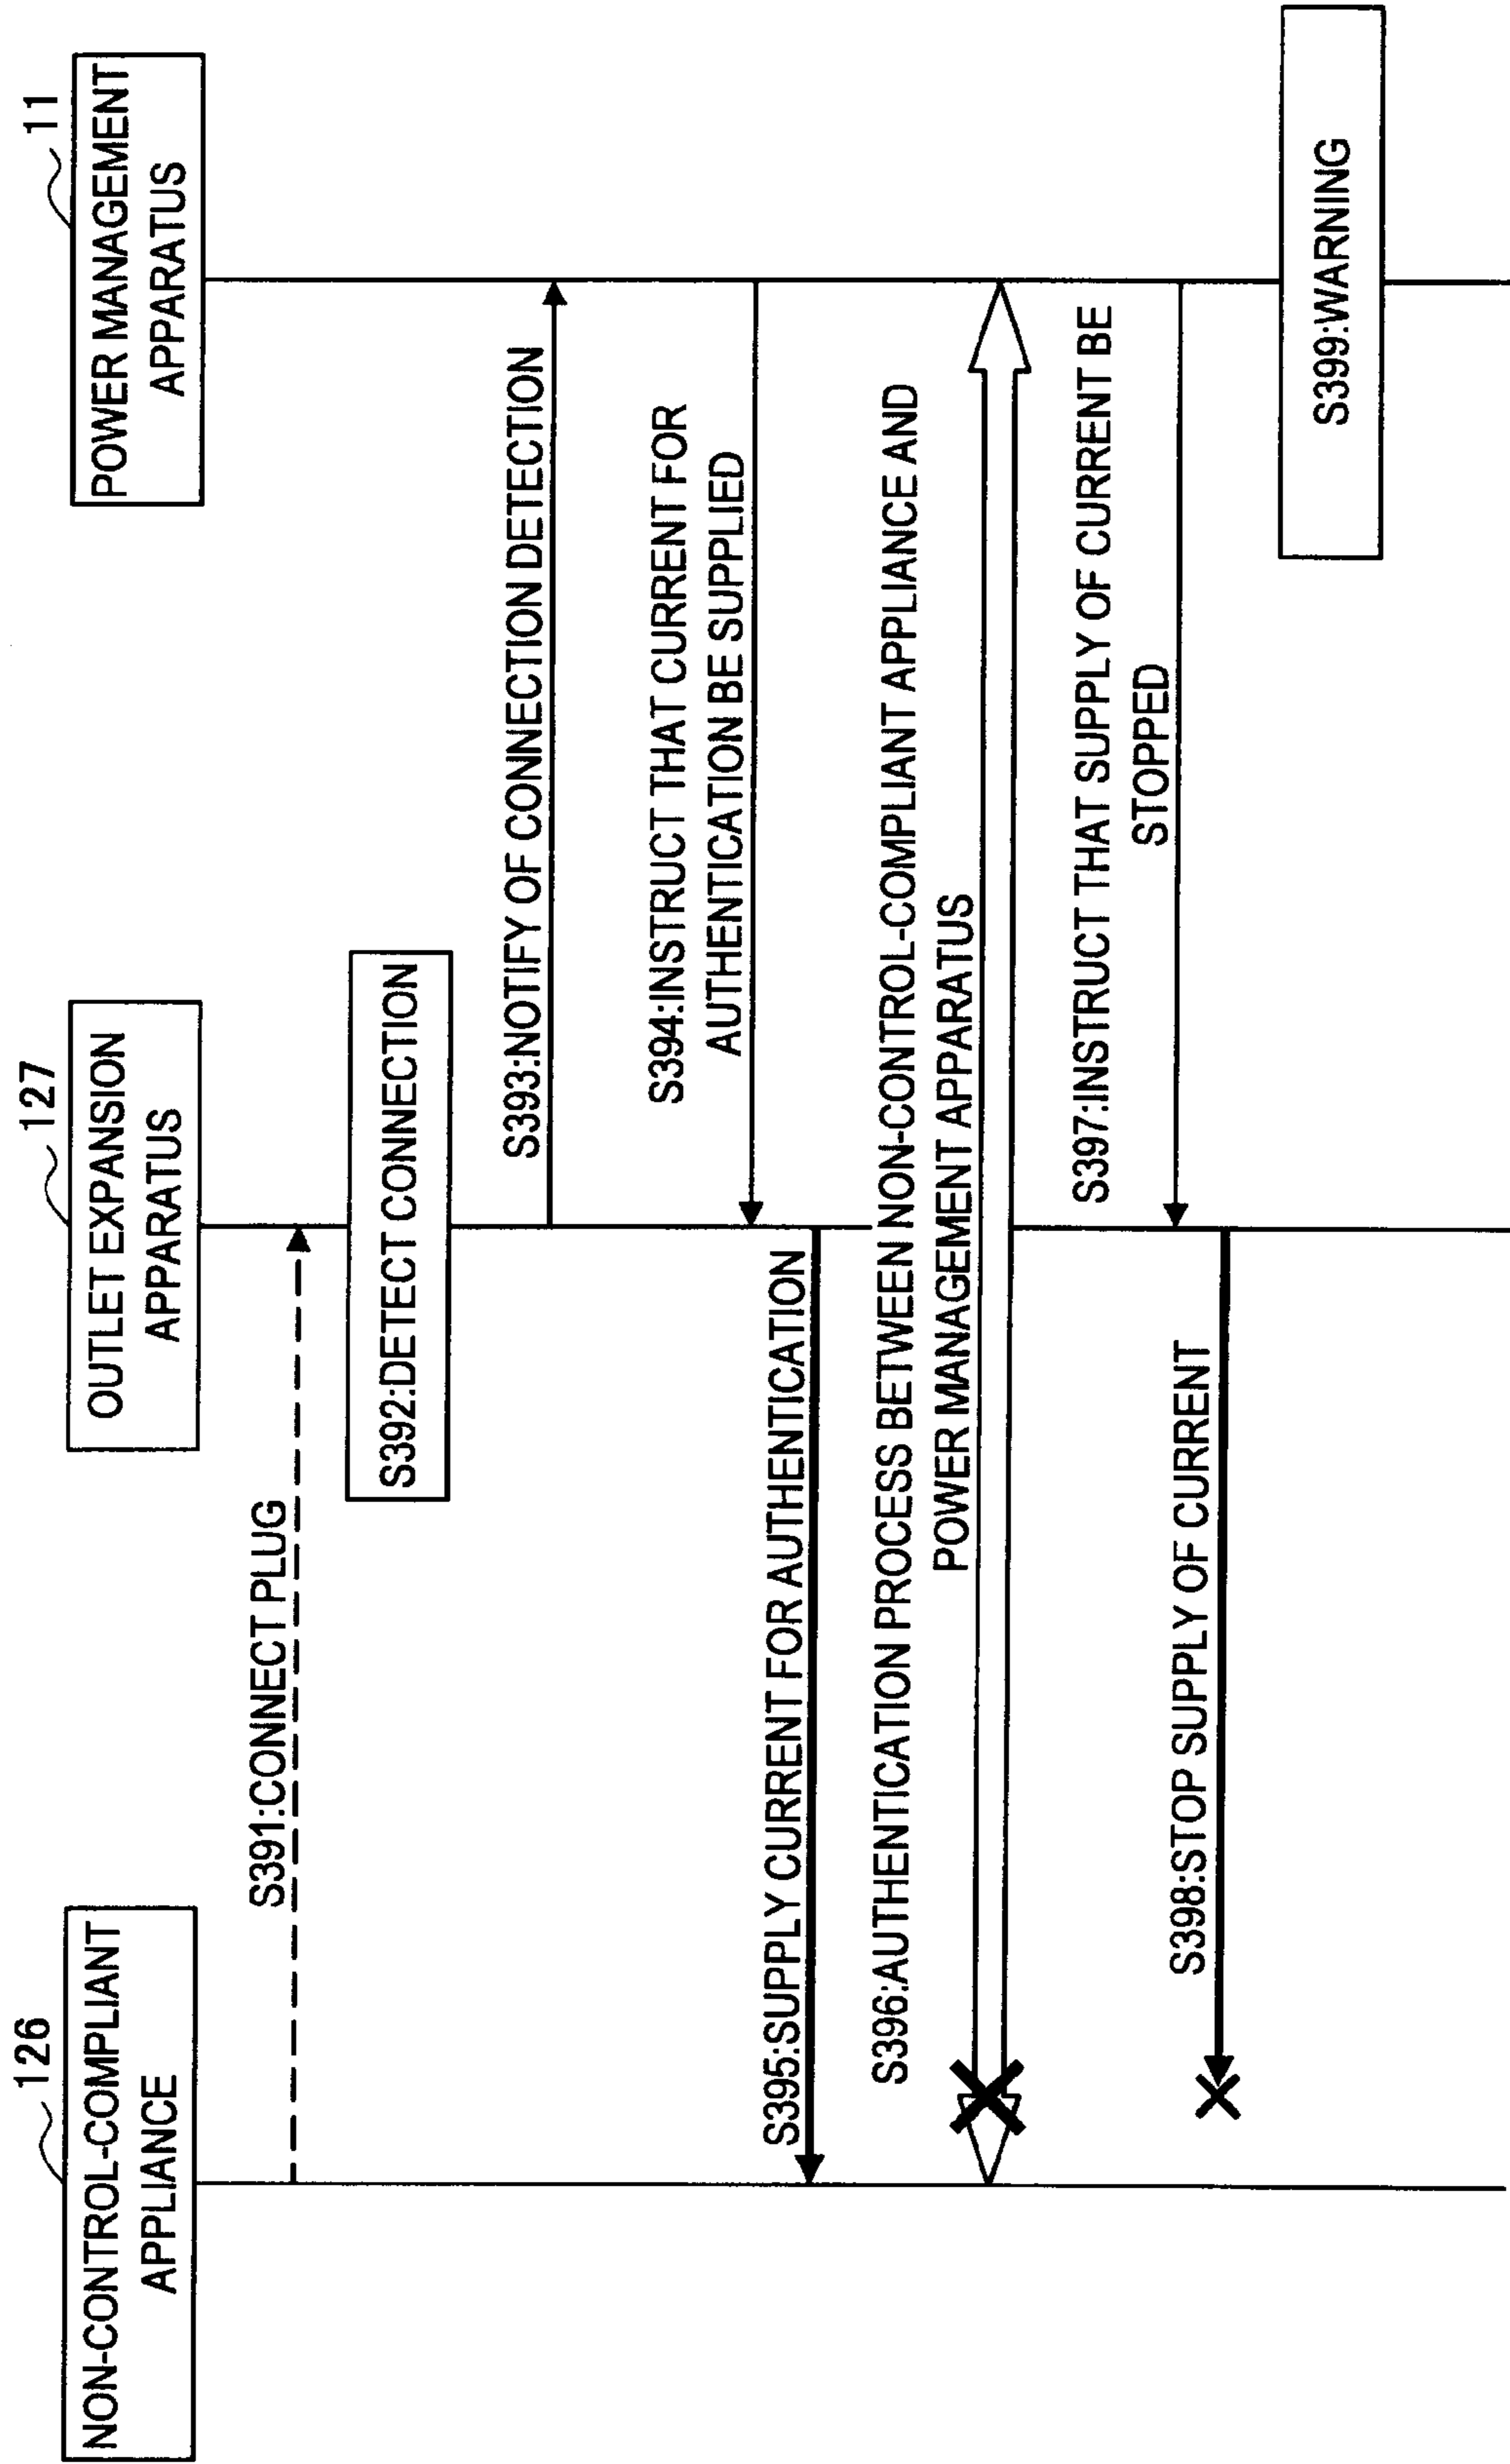 126
NON-CONTROL-COMPLIANT
APPLIANCE
127
OUTLET EXPANSION
APPARATUS
11
POWER MANAGEMENT
APPARATUS
S391:CONNECT PLUG
S392:DETECT CONNECTION
S393:NOTIFY OF CONNECTION DETECTION
S394:INSTRUCT THAT CURRENT FOR
AUTHENTICATION BE SUPPLIED
S395:SUPPLY CURRENT FOR AUTHENTICATION
S396:AUTHENTICATION PROCESS BETWEEN NON-CONTROL-COMPLIANT APPLIANCE AND
POWER MANAGEMENT APPARATUS
S397:INSTRUCT THAT SUPPLY OF CURRENT BE
STOPPED
S398:STOP SUPPLY OF CURRENT
S399:WARNING